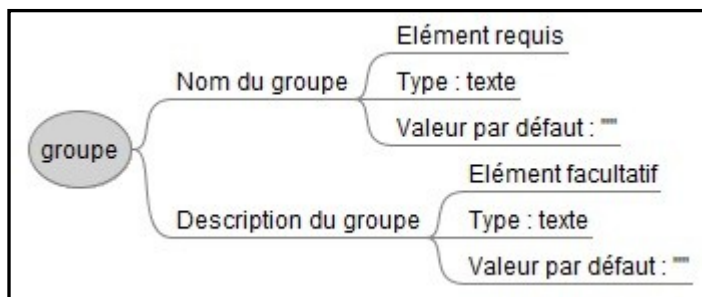 groupe
Nom du groupe
Elément requis
Type : texte
Valeur par défaut : ""
Description du groupe
Elément facultatif
Type : texte
Valeur par défaut : ""